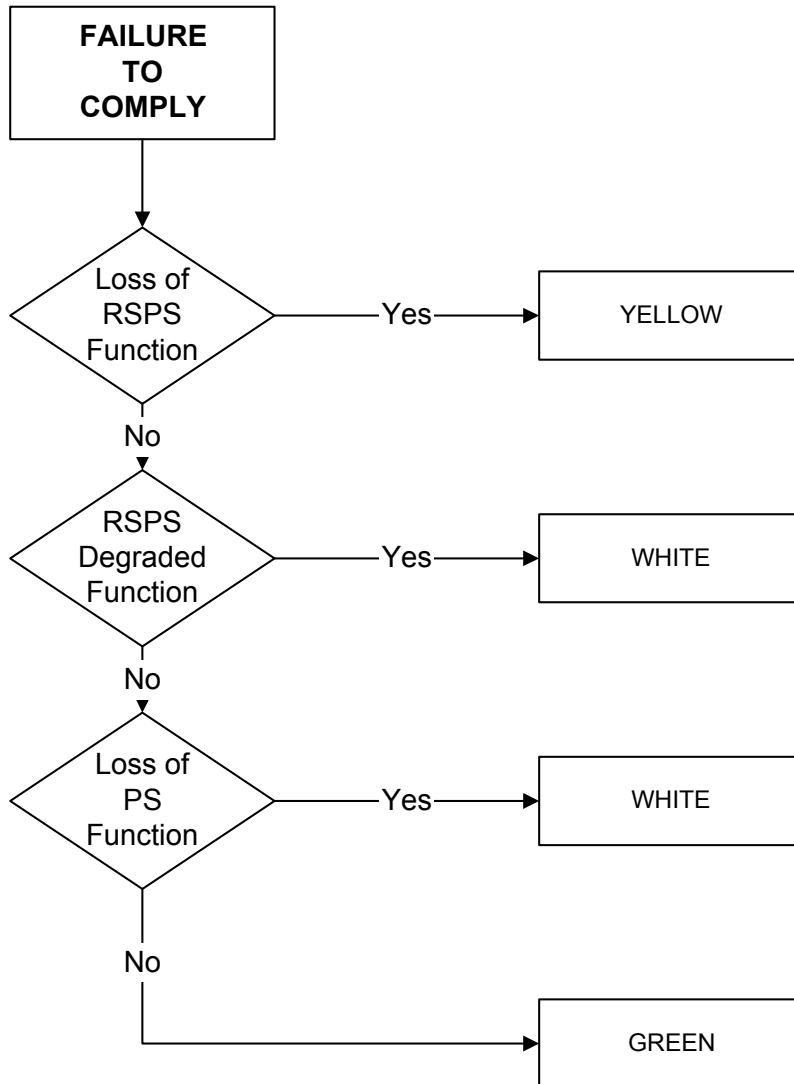 FAILURE
TO
COMPLY
Loss of
RSPS
Function
Yes
YELLOW
No
RSPS
Degraded
Function
Yes
WHITE
No
Loss of
PS
Function
Yes
WHITE
No
GREEN